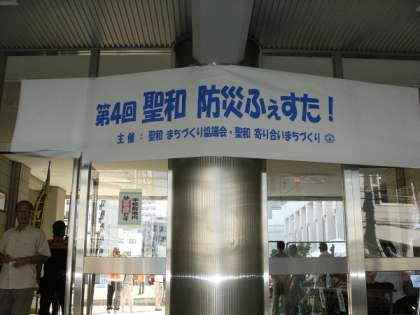 第4回 聖和 防災ふぇすた!
主催：聖和 まちづくり協議会・聖和 寄り合いまちづくり